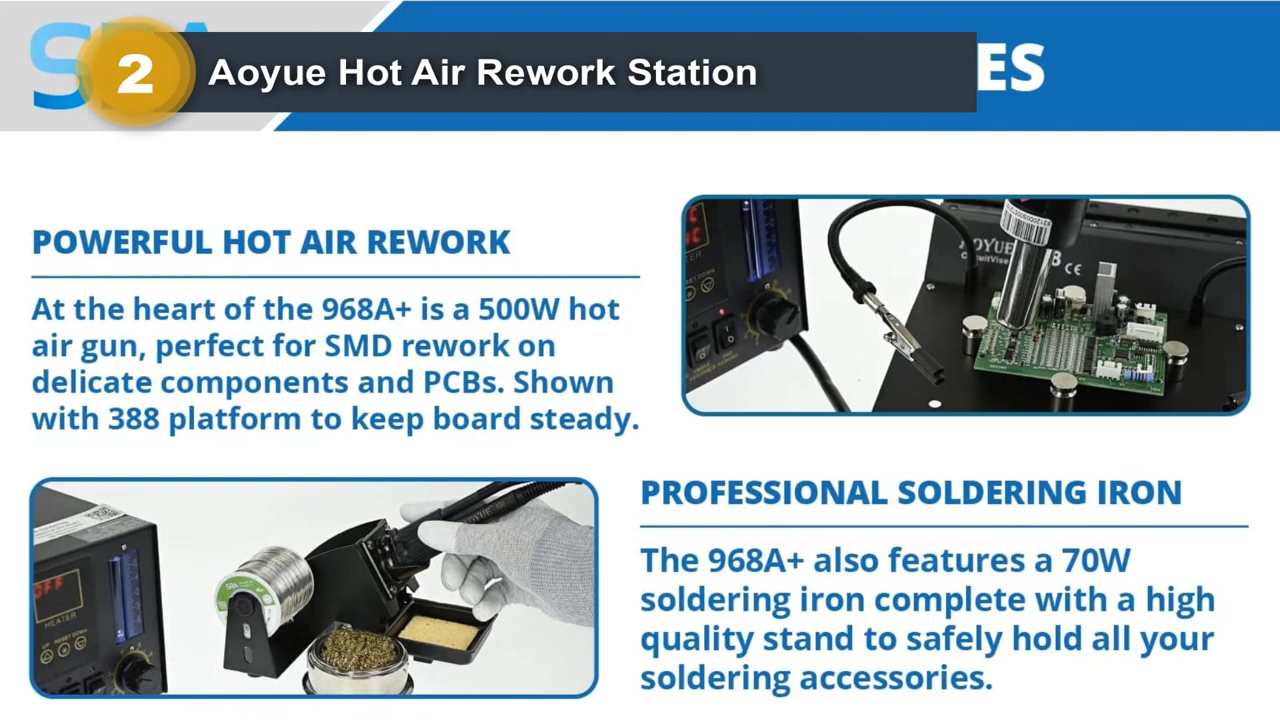 2
Aoyue Hot Air Rework Station
ES
POWERFUL HOT AIR REWORK
At the heart of the 968A+ is a 500W hot
air gun, perfect for SMD rework on
delicate components and PCBs. Shown
with 388 platform to keep board steady.
OFF
HEATER
UP RESET DOWN
SRA
PROFESSIONAL SOLDERING IRON
The 968A+ also features a 70W
soldering iron complete with a high
quality stand to safely hold all your
soldering accessories.